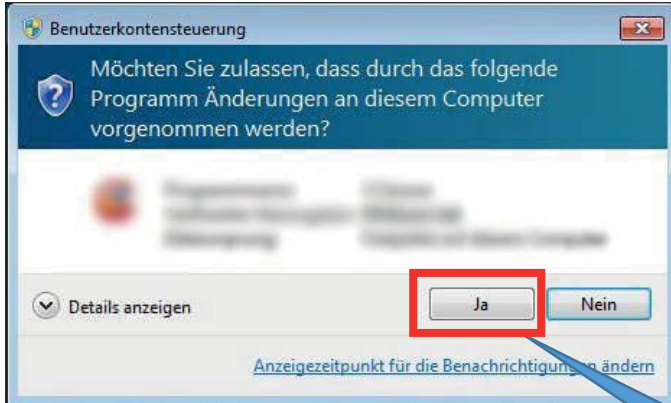 Benutzerkontensteuerung
Möchten Sie zulassen, dass durch das folgende
Programm Änderungen an diesem Computer
vorgenommen werden?
Details anzeigen
Ja
Nein
Anzeigezeitpunkt für die Benachrichtigungen ändern